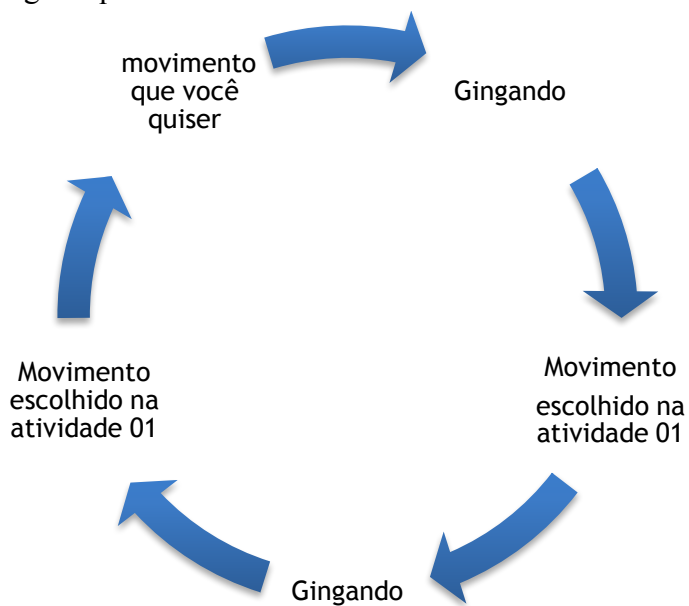 movimento
que você
quiser
Gingando
Movimento
escolhido na
atividade 01
Gingando
Movimento
escolhido na
atividade 01